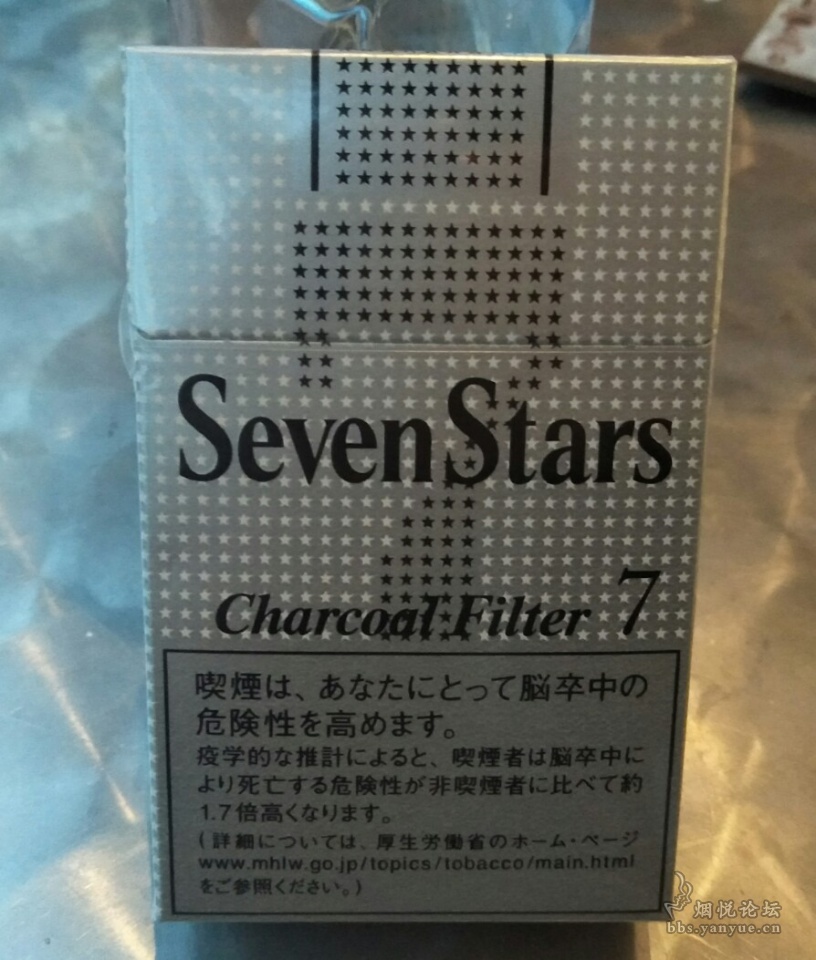 Seven Stars
Charcoal Filter 7
喫煙は、あなたにとって脳卒中の
危険性を高めます。
疫学的な推計によると、喫煙者は脳卒中に
より死亡する危険性が非喫煙者に比べて約
1.7倍高くなります。
(詳細については、厚生労働省のホーム・ページ
www.mhlw.go.jp/topics/tobacco/main.html
をご参照ください。)
烟悦论坛
bbs.yanyue.cn